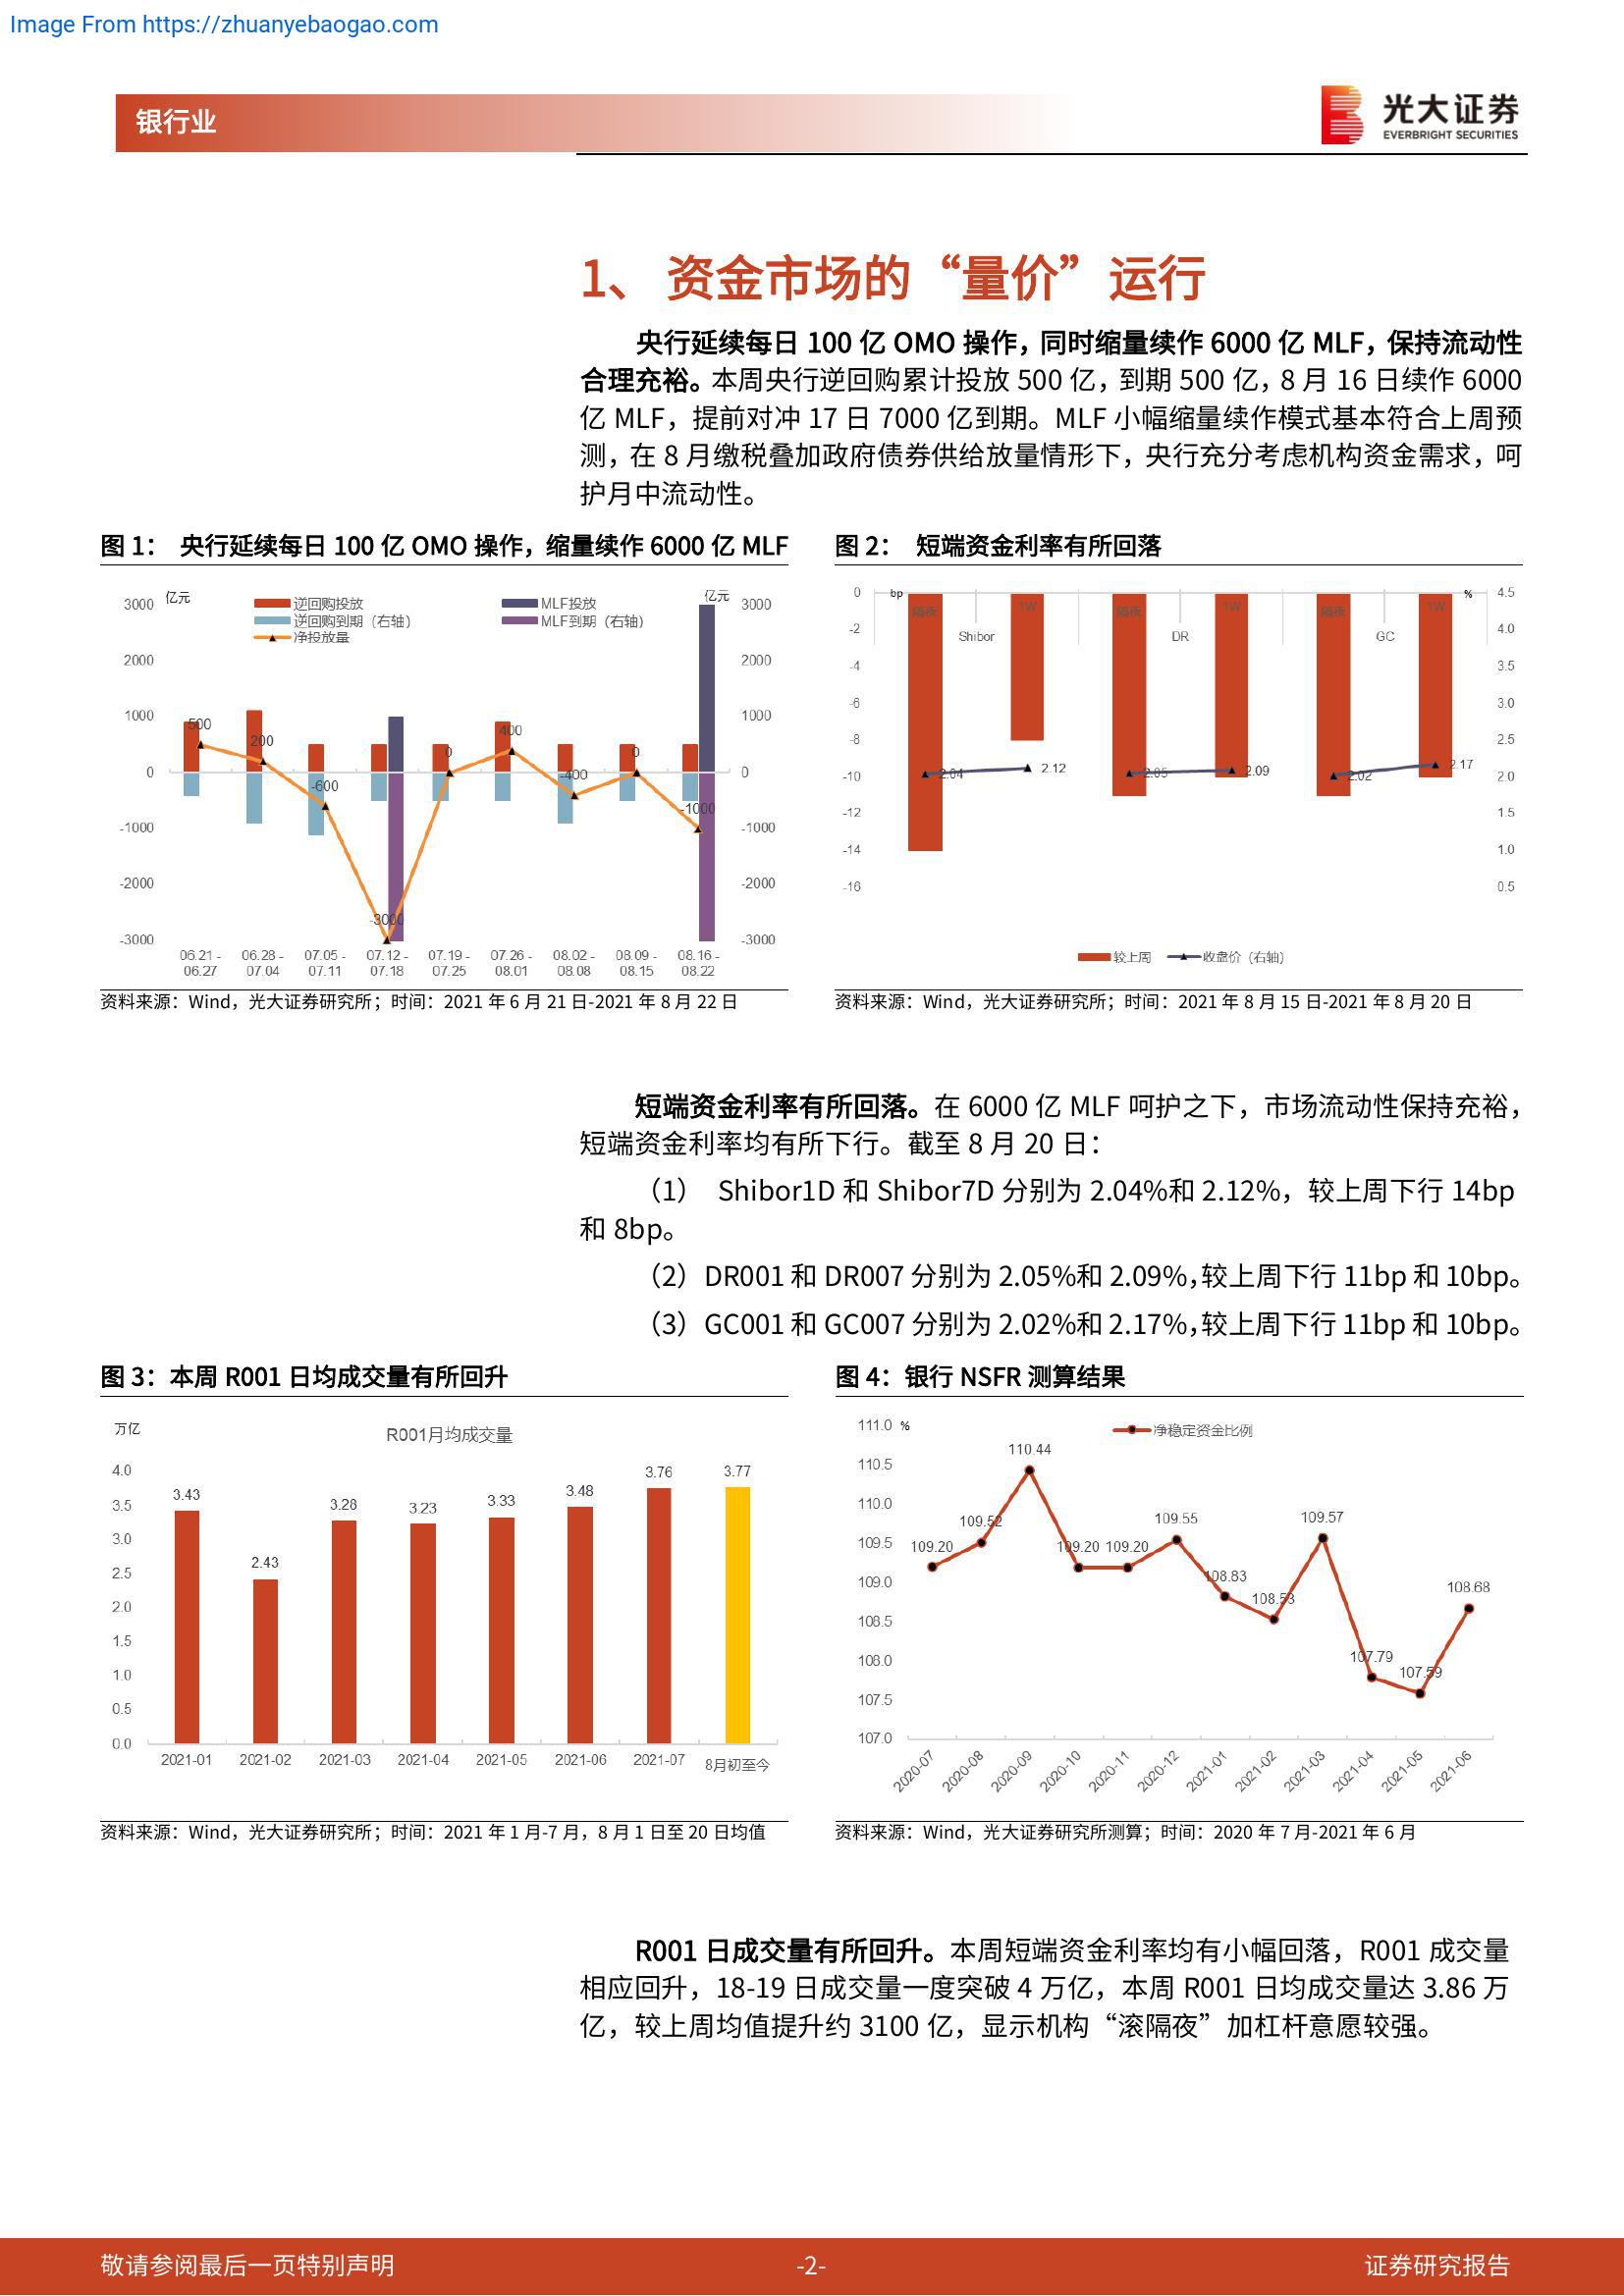 Image From https://zhuanyebaogao.com
银行业
光大证券
EVERBRIGHT SECURITIES
1、 资金市场的“量价”运行
央行延续每日 100 亿 OMO 操作，同时缩量续作 6000 亿 MLF，保持流动性
合理充裕。本周央行逆回购累计投放 500 亿，到期 500 亿，8 月 16 日续作 6000
亿 MLF，提前对冲 17 日 7000 亿到期。MLF 小幅缩量续作模式基本符合上周预
测，在 8 月缴税叠加政府债券供给放量情形下，央行充分考虑机构资金需求，呵
护月中流动性。
图 1： 央行延续每日 100 亿 OMO 操作，缩量续作 6000 亿 MLF
亿元
亿元
逆回购投放
MLF投放
逆回购到期（右轴）
MLF到期（右轴）
净投放量
3000
2000
1000
0
-1000
-2000
-3000
3000
2000
1000
0
-1000
-2000
-3000
500
200
-600
-3000
0
400
-400
0
-1000
06.21 - 06.28 - 07.05 - 07.12 - 07.19 - 07.26 - 08.02 - 08.09 - 08.16 -
06.27 07.04 07.11 07.18 07.25 08.01 08.08 08.15 08.22
资料来源：Wind，光大证券研究所；时间：2021 年 6 月 21 日-2021 年 8 月 22 日
图 2： 短端资金利率有所回落
bp
%
0
-2
-4
-6
-8
-10
-12
-14
-16
4.5
4.0
3.5
3.0
2.5
2.0
1.5
1.0
0.5
隔夜 1W 隔夜 1W 隔夜 1W
Shibor DR GC
2.04 2.12 2.05 2.09 2.02 2.17
较上周 收盘价（右轴）
资料来源：Wind，光大证券研究所；时间：2021 年 8 月 15 日-2021 年 8 月 20 日
短端资金利率有所回落。在 6000 亿 MLF 呵护之下，市场流动性保持充裕，
短端资金利率均有所下行。截至 8 月 20 日：
（1） Shibor1D 和 Shibor7D 分别为 2.04%和 2.12%，较上周下行 14bp
和 8bp。
（2）DR001 和 DR007 分别为 2.05%和 2.09%，较上周下行 11bp 和 10bp。
（3）GC001 和 GC007 分别为 2.02%和 2.17%，较上周下行 11bp 和 10bp。
图 3：本周 R001 日均成交量有所回升
万亿
R001月均成交量
4.0
3.5
3.0
2.5
2.0
1.5
1.0
0.5
0.0
3.43 2.43 3.28 3.23 3.33 3.48 3.76 3.77
2021-01 2021-02 2021-03 2021-04 2021-05 2021-06 2021-07 8月初至今
资料来源：Wind，光大证券研究所；时间：2021 年 1 月-7 月，8 月 1 日至 20 日均值
图 4：银行 NSFR 测算结果
%
净稳定资金比例
111.0
110.5
110.0
109.5
109.0
108.5
108.0
107.5
107.0
109.20 109.52 110.44 109.20 109.20 109.55 108.83 108.53 109.57 107.79 107.59 108.68
2020-07 2020-08 2020-09 2020-10 2020-11 2020-12 2021-01 2021-02 2021-03 2021-04 2021-05 2021-06
资料来源：Wind，光大证券研究所测算；时间：2020 年 7 月-2021 年 6 月
R001 日成交量有所回升。本周短端资金利率均有小幅回落，R001 成交量
相应回升，18-19 日成交量一度突破 4 万亿，本周 R001 日均成交量达 3.86 万
亿，较上周均值提升约 3100 亿，显示机构“滚隔夜”加杠杆意愿较强。
敬请参阅最后一页特别声明
-2-
证券研究报告